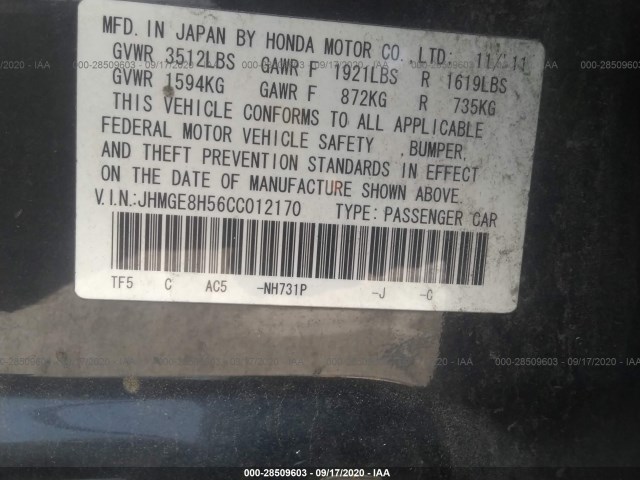 MFD. IN JAPAN BY HONDA MOTOR CO. LTD: 11/11
GVWR 3512LBS GAWR F 1921LBS R 1619LBS
GVWR 1594KG GAWR F 872KG R 735KG
THIS VEHICLE CONFORMS TO ALL APPLICABLE
FEDERAL MOTOR VEHICLE SAFETY ,BUMPER,
AND THEFT PREVENTION STANDARDS IN EFFECT
ON THE DATE OF MANUFACTURE SHOWN ABOVE.
V.I.N.:JHMGE8H56CC012170 TYPE: PASSENGER CAR
TF5 C AC5 -NH731P -J -C
000-28509603 - 09/17/2020 - IAA